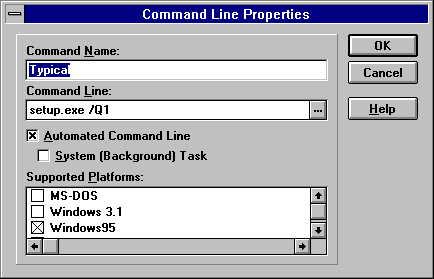 Command Line Properties
Command Name:
Typical
Command Line:
setup.exe /Q1
...
Automated Command Line
System (Background) Task
Supported Platforms:
MS-DOS
Windows 3.1
Windows95
OK
Cancel
Help